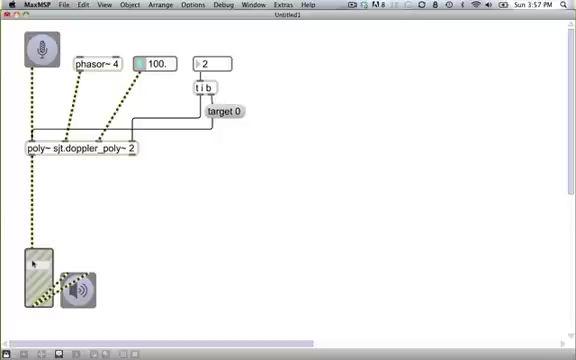 MaxMSP File Edit View Object Arrange Options Debug Window Extras Help 8 Sun 3:57 PM
Untitled1
phasor~ 4
100.
2
t i b
target 0
poly~ sjt.doppler_poly~ 2